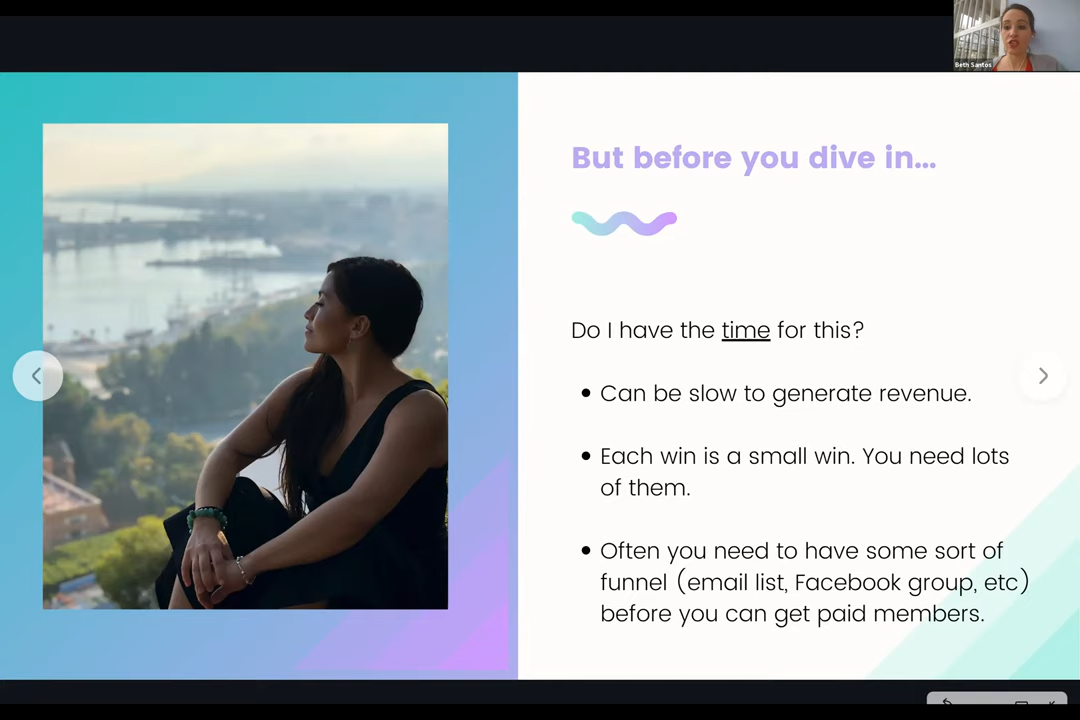 Beth Santos
But before you dive in...
Do I have the time for this?
• Can be slow to generate revenue.
• Each win is a small win. You need lots
of them.
• Often you need to have some sort of
funnel (email list, Facebook group, etc)
before you can get paid members.